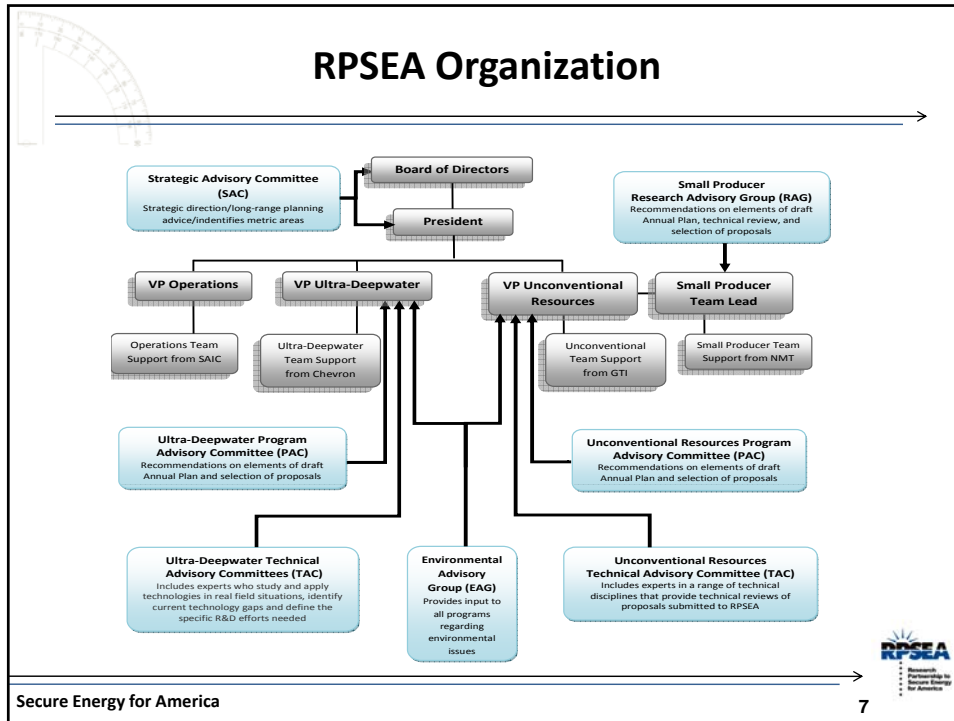 RPSEA Organization
Board of Directors
Strategic Advisory Committee
(SAC)
Strategic direction/long-range planning
advice/indentifies metric areas
President
Small Producer
Research Advisory Group (RAG)
Recommendations on elements of draft
Annual Plan, technical review, and
selection of proposals
VP Operations
VP Ultra-Deepwater
VP Unconventional
Resources
Small Producer
Team Lead
Operations Team
Support from SAIC
Ultra-Deepwater
Team Support
from Chevron
Unconventional
Team Support
from GTI
Small Producer Team
Support from NMT
Ultra-Deepwater Program
Advisory Committee (PAC)
Recommendations on elements of draft
Annual Plan and selection of proposals
Unconventional Resources Program
Advisory Committee (PAC)
Recommendations on elements of draft
Annual Plan and selection of proposals
Ultra-Deepwater Technical
Advisory Committees (TAC)
Includes experts who study and apply
technologies in real field situations, identify
current technology gaps and define the
specific R&D efforts needed
Environmental
Advisory
Group (EAG)
Provides input to
all programs
regarding
environmental
issues
Unconventional Resources
Technical Advisory Committee (TAC)
Includes experts in a range of technical
disciplines that provide technical reviews of
proposals submitted to RPSEA
RPSEA
Research
Partnership to
Secure Energy
for America
Secure Energy for America
7